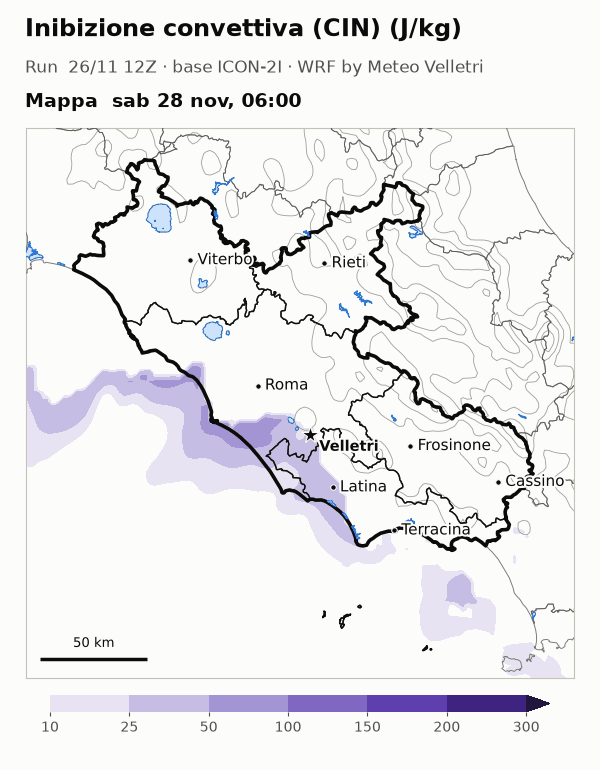 Inibizione convettiva (CIN) (J/kg)
Run 26/11 12Z · base ICON-2I · WRF by Meteo Velletri
Mappa sab 28 nov, 06:00
Viterbo
Rieti
Roma
Velletri
Frosinone
Cassino
Latina
Terracina
50 km
10 25 50 100 150 200 300